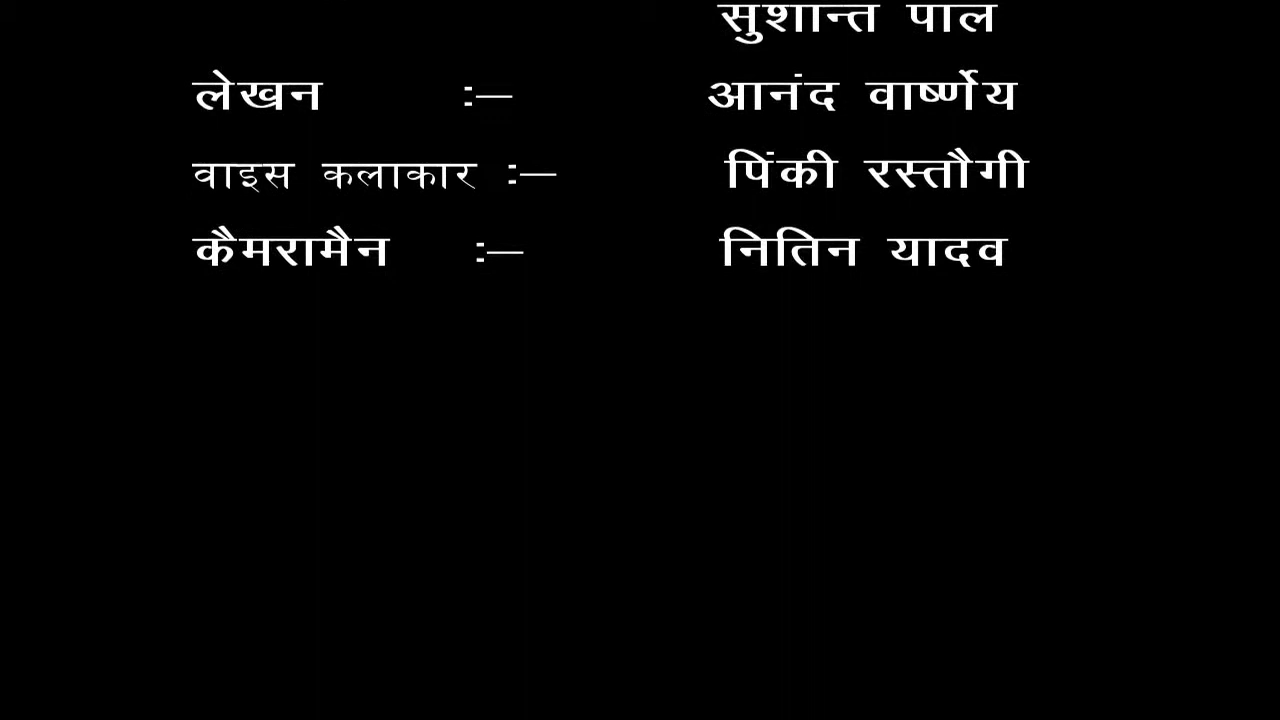 सुशान्त पाल
लेखन :— आनंद वार्ष्णेय
वाइस कलाकार :— पिंकी रस्तौगी
कैमरामैन :— नितिन यादव